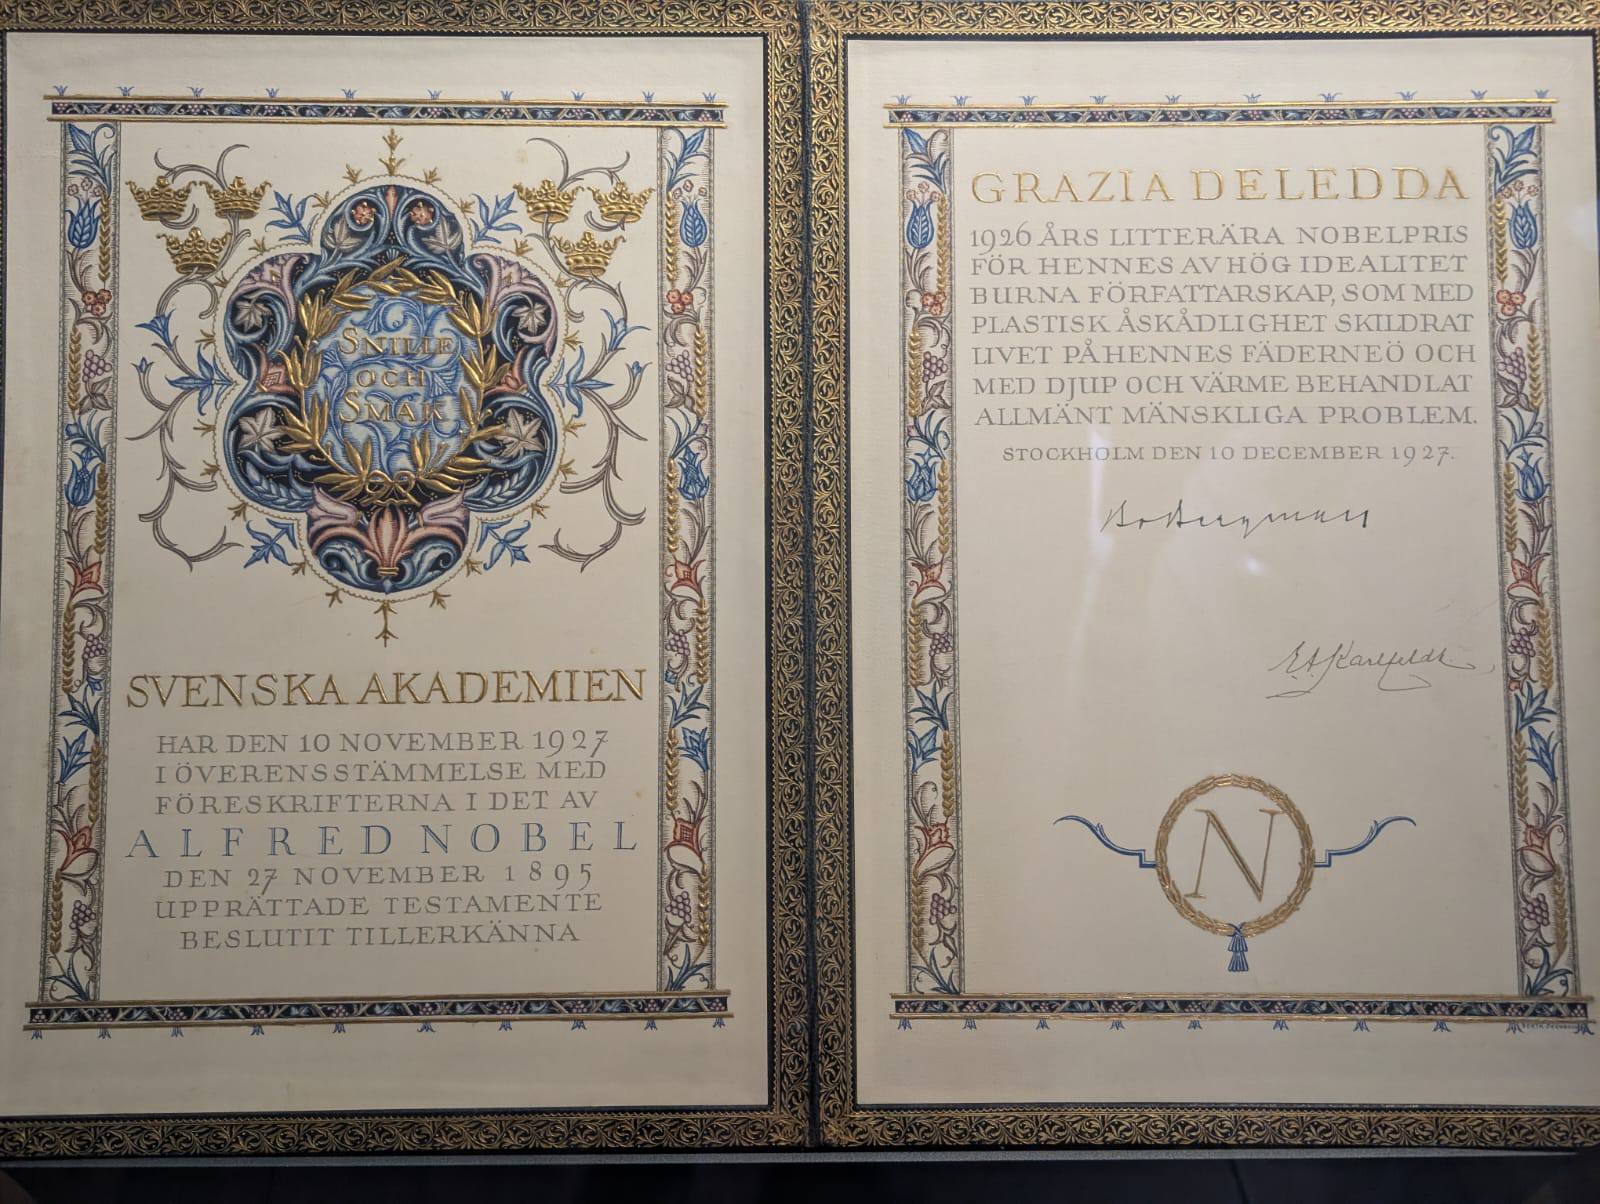 SNILLE
OCH
SMAK
SVENSKA AKADEMIEN
HAR DEN 10 NOVEMBER 1927
I ÖVERENSSTÄMMELSE MED
FÖRESKRIFTERNA I DET AV
ALFRED NOBEL
DEN 27 NOVEMBER 1895
UPPRÄTTADE TESTAMENTE
BESLUTIT TILLERKÄNNA
GRAZIA DELEDDA
1926 ÅRS LITTERÄRA NOBELPRIS
FÖR HENNES AV HÖG IDEALITET
BURNA FÖRFATTARSKAP, SOM MED
PLASTISK ÅSKÅDLIGHET SKILDRAT
LIVET PÅ HENNES FÄDERNEÖ OCH
MED DJUP OCH VÄRME BEHANDLAT
ALLMÄNT MÄNSKLIGA PROBLEM.
STOCKHOLM DEN 10 DECEMBER 1927.
Bo Bergman
E. A. Karlfeldt
N